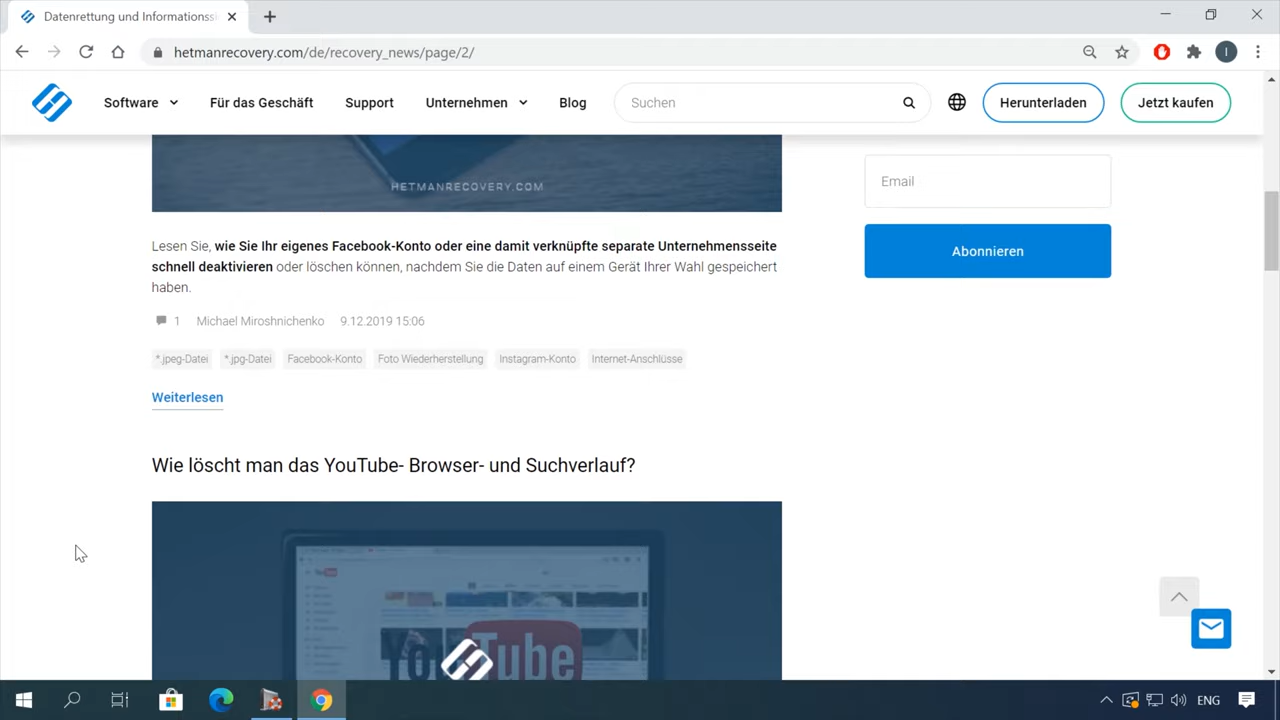 Datenrettung und Informationss
hetmanrecovery.com/de/recovery_news/page/2/
I
Software
Für das Geschäft
Support
Unternehmen
Blog
Suchen
Herunterladen
Jetzt kaufen
HETMANRECOVERY.COM
Email
Abonnieren
Lesen Sie, wie Sie Ihr eigenes Facebook-Konto oder eine damit verknüpfte separate Unternehmensseite
schnell deaktivieren oder löschen können, nachdem Sie die Daten auf einem Gerät Ihrer Wahl gespeichert
haben.
1 Michael Miroshnichenko 9.12.2019 15:06
*.jpeg-Datei *.jpg-Datei Facebook-Konto Foto Wiederherstellung Instagram-Konto Internet-Anschlüsse
Weiterlesen
Wie löscht man das YouTube- Browser- und Suchverlauf?
YouTube
YouTube
ENG